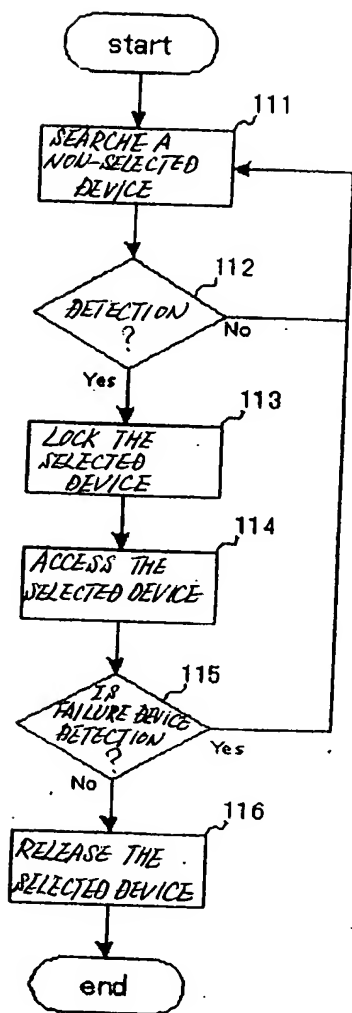 start
111
SEARCHE A
NON-SELECTED
DEVICE
112
DETECTION
?
No
Yes
113
LOCK THE
SELECTED
DEVICE
114
ACCESS THE
SELECTED DEVICE
115
IS
FAILURE DEVICE
DETECTION
?
Yes
No
116
RELEASE THE
SELECTED DEVICE
end